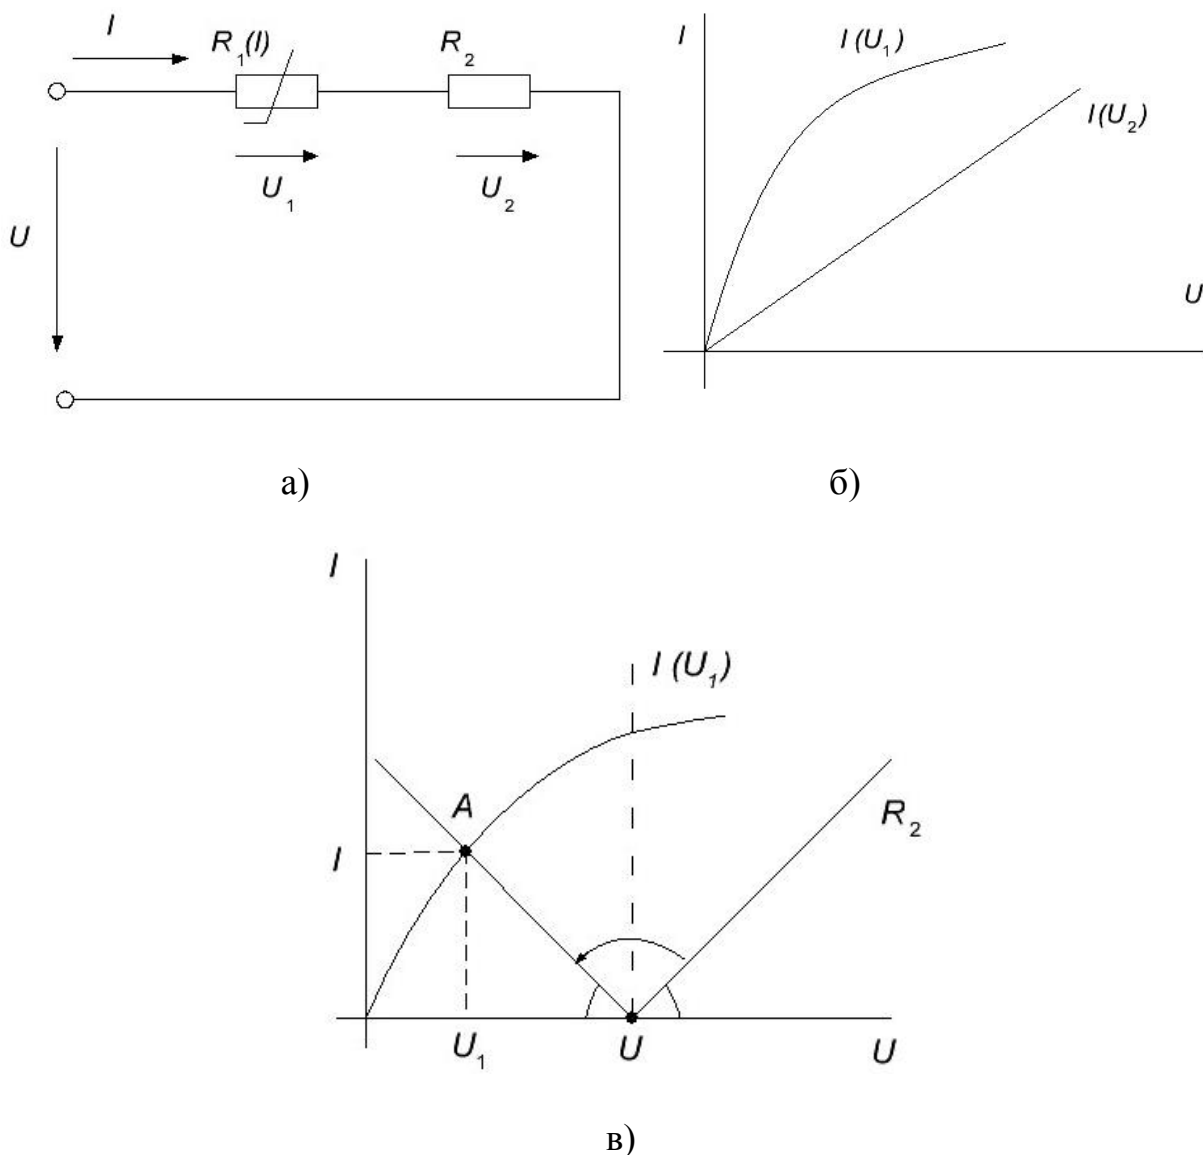 I
R1(I)
R2
U1
U2
U
I
I(U1)
I(U2)
U
а)
б)
I
I (U1)
A
R2
I
U1
U
U
в)